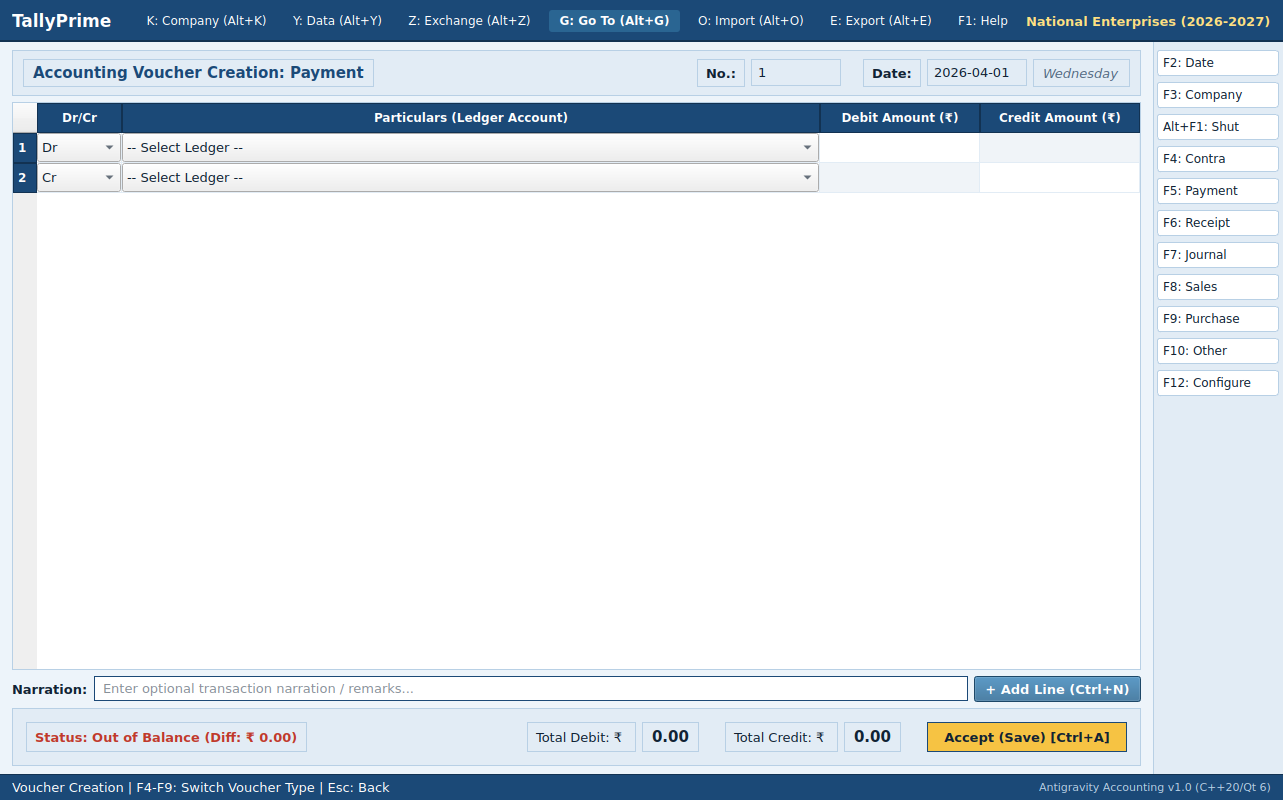 TallyPrime K: Company (Alt+K) Y: Data (Alt+Y) Z: Exchange (Alt+Z) G: Go To (Alt+G) O: Import (Alt+O) E: Export (Alt+E) F1: Help National Enterprises (2026-2027)
Accounting Voucher Creation: Payment No.: 1 Date: 2026-04-01 Wednesday
Dr/Cr Particulars (Ledger Account) Debit Amount (₹) Credit Amount (₹)
1 Dr -- Select Ledger --
2 Cr -- Select Ledger --
Narration: Enter optional transaction narration / remarks... + Add Line (Ctrl+N)
Status: Out of Balance (Diff: ₹ 0.00) Total Debit: ₹ 0.00 Total Credit: ₹ 0.00 Accept (Save) [Ctrl+A]
F2: Date
F3: Company
Alt+F1: Shut
F4: Contra
F5: Payment
F6: Receipt
F7: Journal
F8: Sales
F9: Purchase
F10: Other
F12: Configure
Voucher Creation | F4-F9: Switch Voucher Type | Esc: Back Antigravity Accounting v1.0 (C++20/Qt 6)